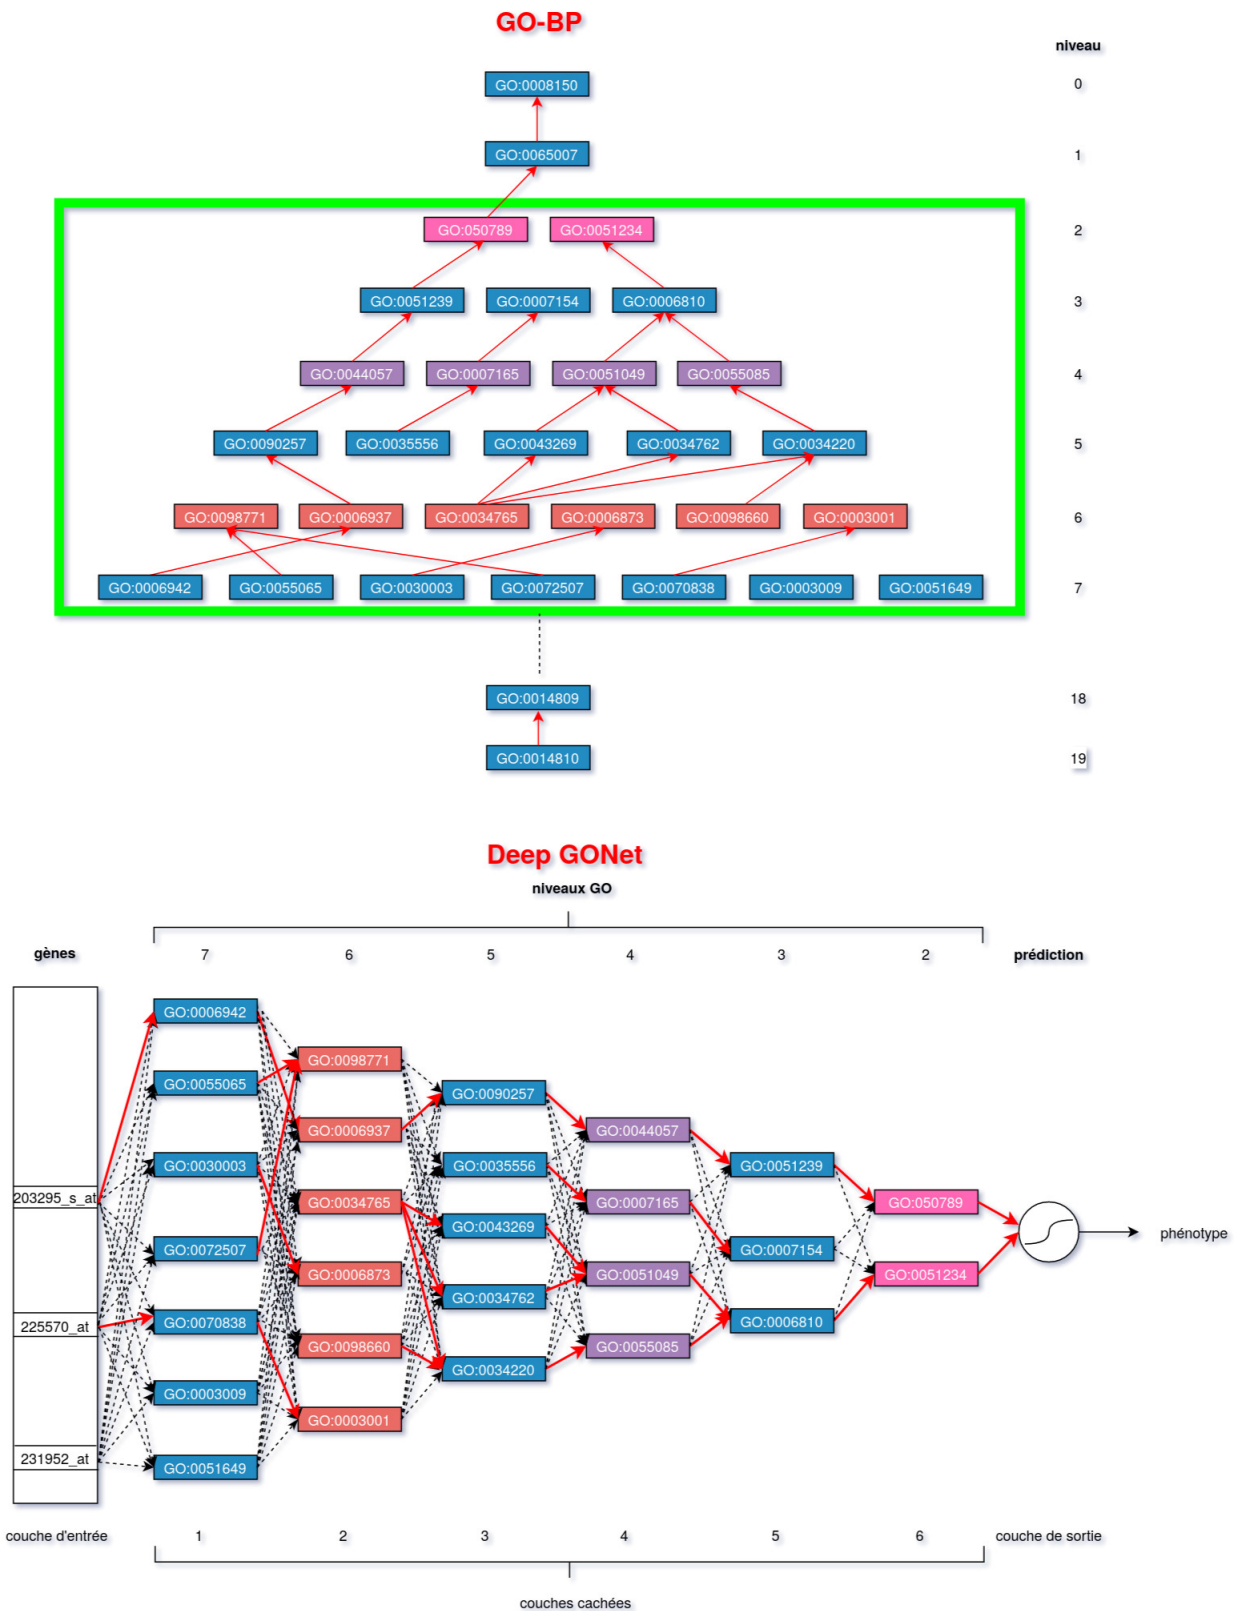 GO-BP
niveau
GO:0008150 0
GO:0065007 1
GO:050789 GO:0051234 2
GO:0051239 GO:0007154 GO:0006810 3
GO:0044057 GO:0007165 GO:0051049 GO:0055085 4
GO:0090257 GO:0035556 GO:0043269 GO:0034762 GO:0034220 5
GO:0098771 GO:0006937 GO:0034765 GO:0006873 GO:0098660 GO:0003001 6
GO:0006942 GO:0055065 GO:0030003 GO:0072507 GO:0070838 GO:0003009 GO:0051649 7
GO:0014809 18
GO:0014810 19
Deep GONet
niveaux GO
gènes 7 6 5 4 3 2 prédiction
GO:0006942
GO:0098771
GO:0055065
GO:0090257
GO:0006937 GO:0044057
GO:0030003 GO:0035556 GO:0051239
203295_s_at GO:0034765 GO:0007165 GO:050789
GO:0043269
phénotype
GO:0072507 GO:0007154
GO:0006873 GO:0051049 GO:0051234
GO:0034762
225570_at GO:0070838 GO:0006810
GO:0098660 GO:0055085
GO:0034220
GO:0003009
GO:0003001
231952_at
GO:0051649
couche d'entrée 1 2 3 4 5 6 couche de sortie
couches cachées